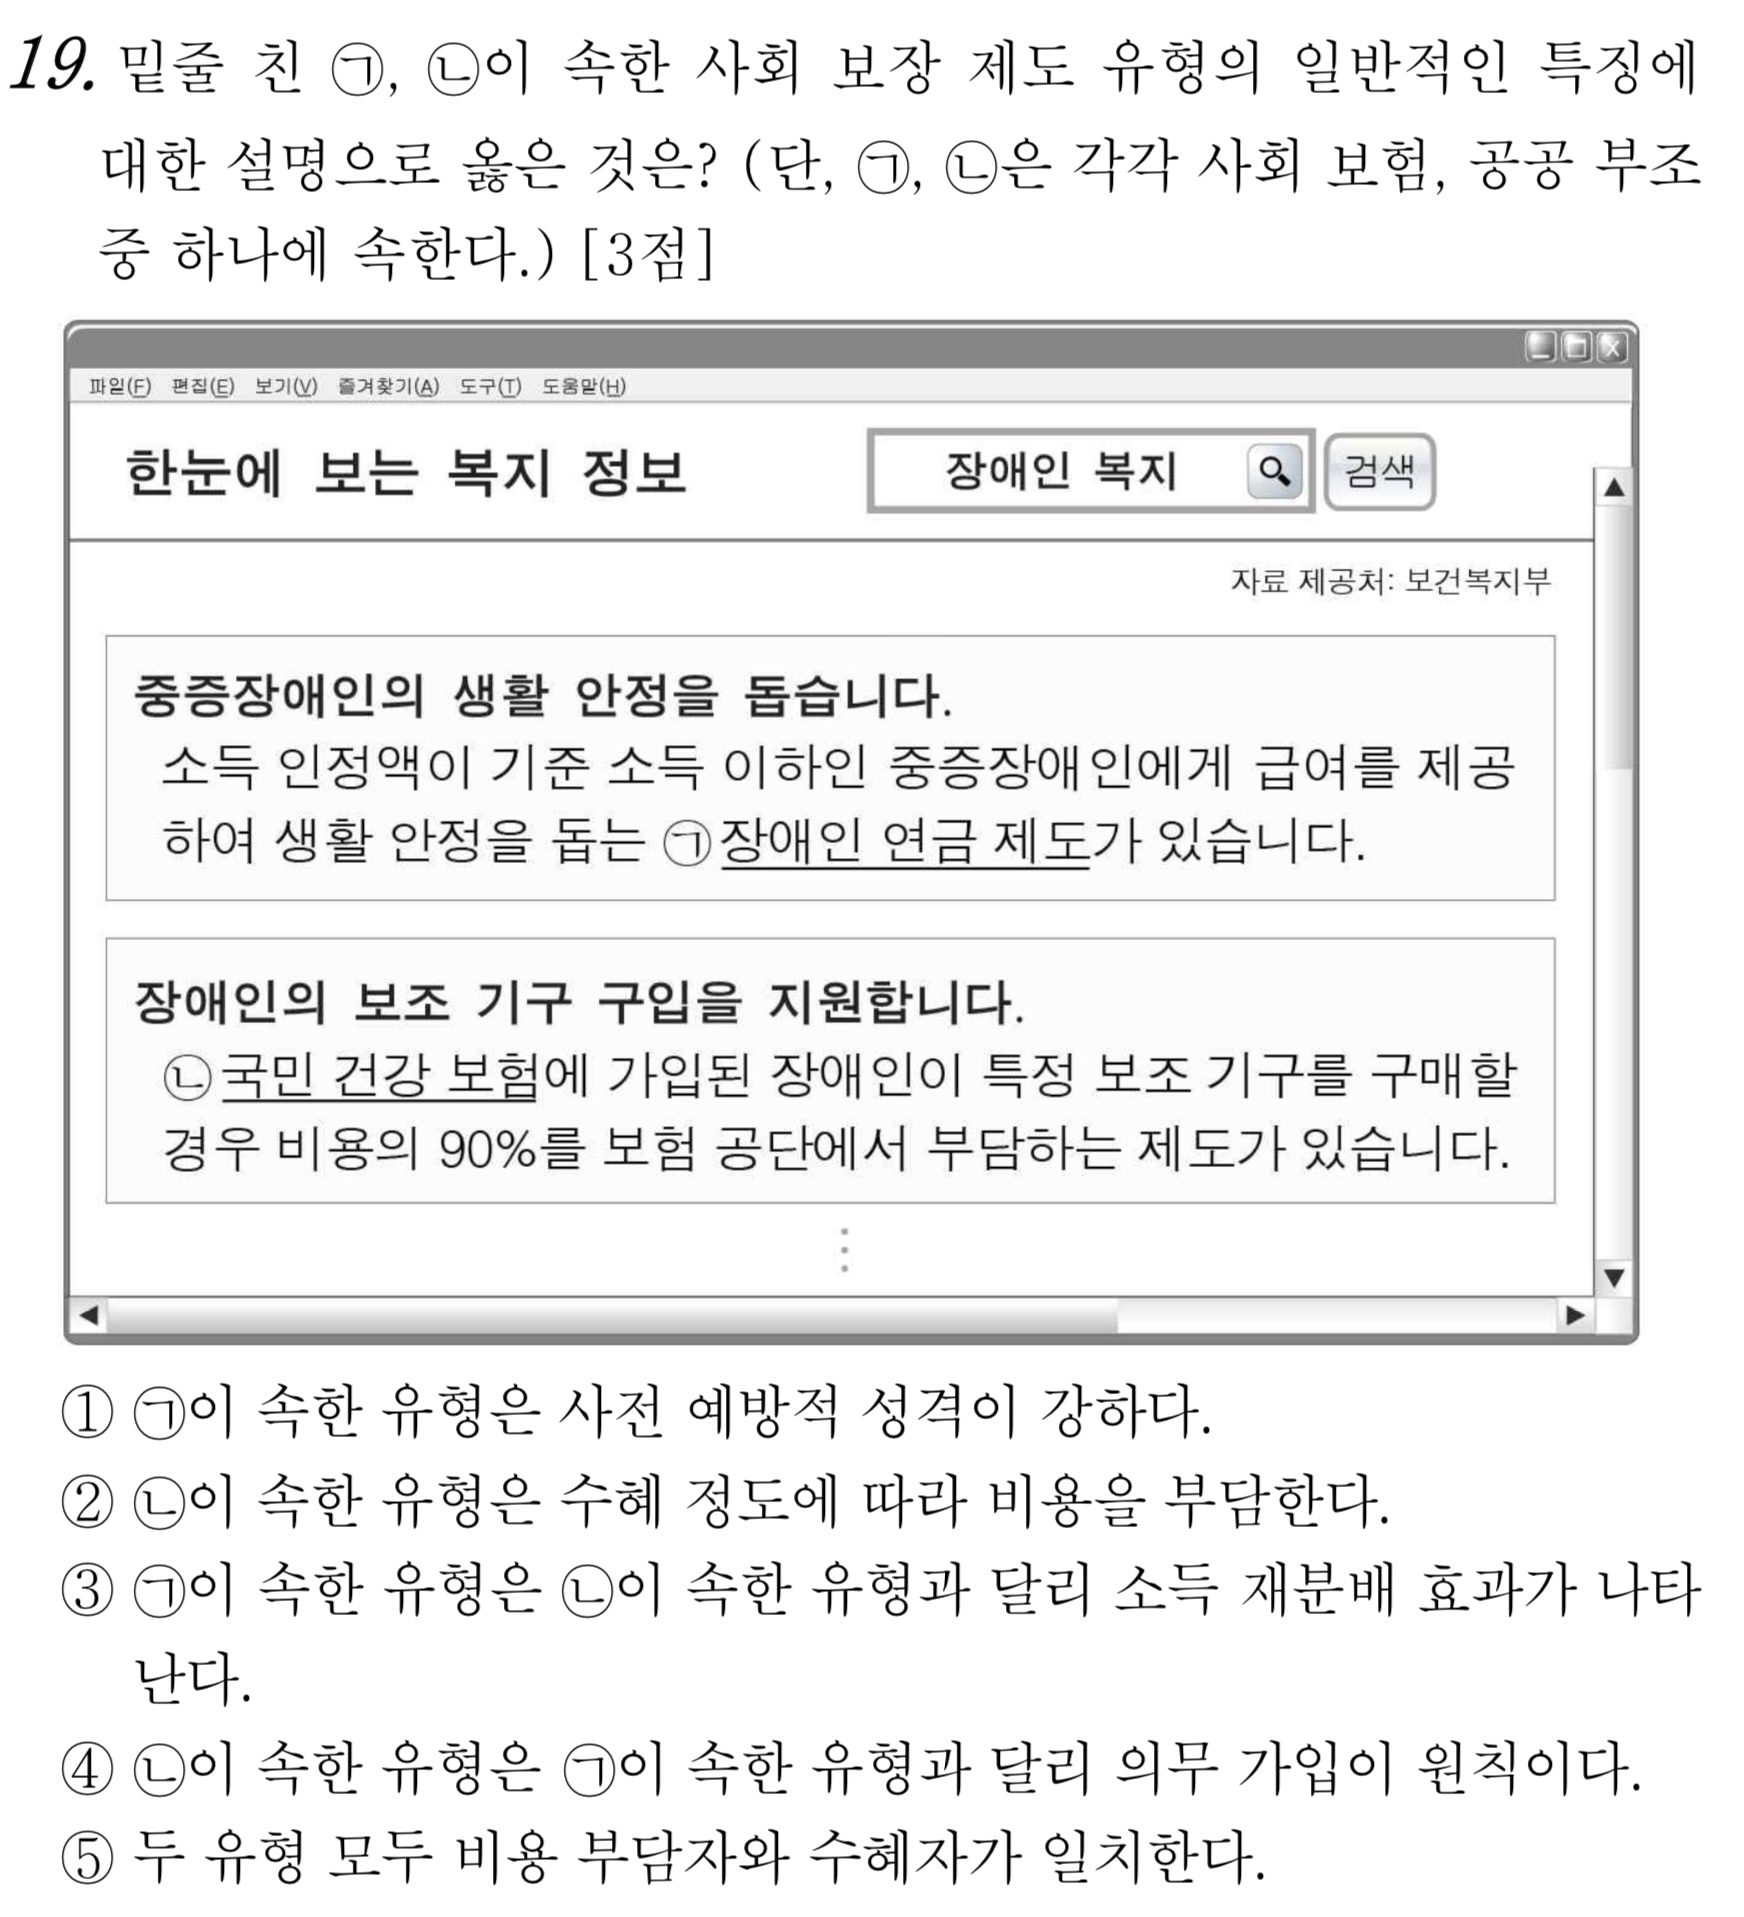 19. 밑줄 친 ㉠, ㉡이 속한 사회 보장 제도 유형의 일반적인 특징에
대한 설명으로 옳은 것은? (단, ㉠, ㉡은 각각 사회 보험, 공공 부조
중 하나에 속한다.) [3점]
파일(F) 편집(E) 보기(V) 즐겨찾기(A) 도구(T) 도움말(H)
한눈에 보는 복지 정보 장애인 복지 검색
자료 제공처: 보건복지부
중증장애인의 생활 안정을 돕습니다.
소득 인정액이 기준 소득 이하인 중증장애인에게 급여를 제공
하여 생활 안정을 돕는 ㉠장애인 연금 제도가 있습니다.
장애인의 보조 기구 구입을 지원합니다.
㉡국민 건강 보험에 가입된 장애인이 특정 보조 기구를 구매할
경우 비용의 90%를 보험 공단에서 부담하는 제도가 있습니다.
① ㉠이 속한 유형은 사전 예방적 성격이 강하다.
② ㉡이 속한 유형은 수혜 정도에 따라 비용을 부담한다.
③ ㉠이 속한 유형은 ㉡이 속한 유형과 달리 소득 재분배 효과가 나타
난다.
④ ㉡이 속한 유형은 ㉠이 속한 유형과 달리 의무 가입이 원칙이다.
⑤ 두 유형 모두 비용 부담자와 수혜자가 일치한다.